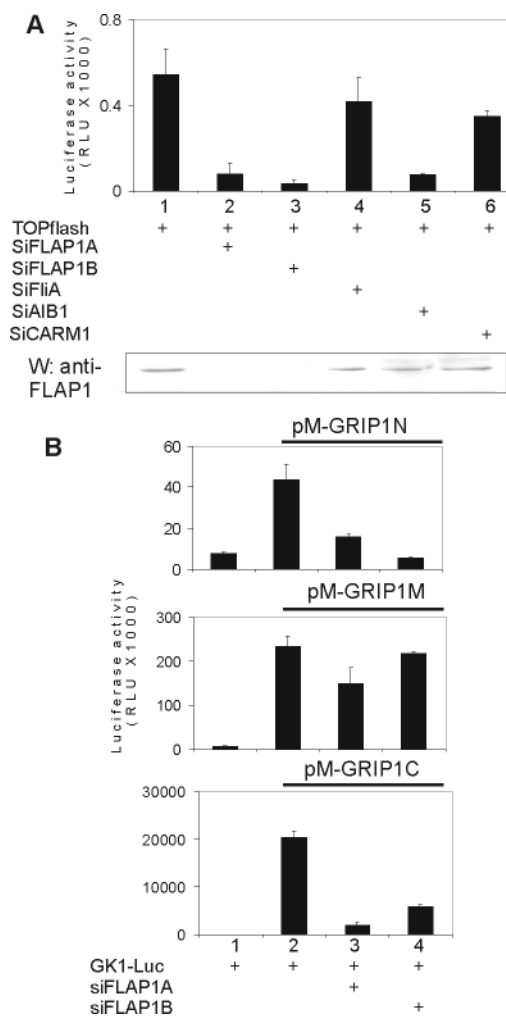 A
Luciferase activity
(RLU X1000)
0.8
0.4
0
1 2 3 4 5 6
TOPflash + + + + + +
SiFLAP1A +
SiFLAP1B +
SiFliA +
SiAIB1 +
SiCARM1 +
W: anti-
FLAP1
B
pM-GRIP1N
60
40
20
0
pM-GRIP1M
Luciferase activity
(RLU X1000)
300
200
100
0
pM-GRIP1C
30000
20000
10000
0
1 2 3 4
GK1-Luc + + + +
siFLAP1A +
siFLAP1B +